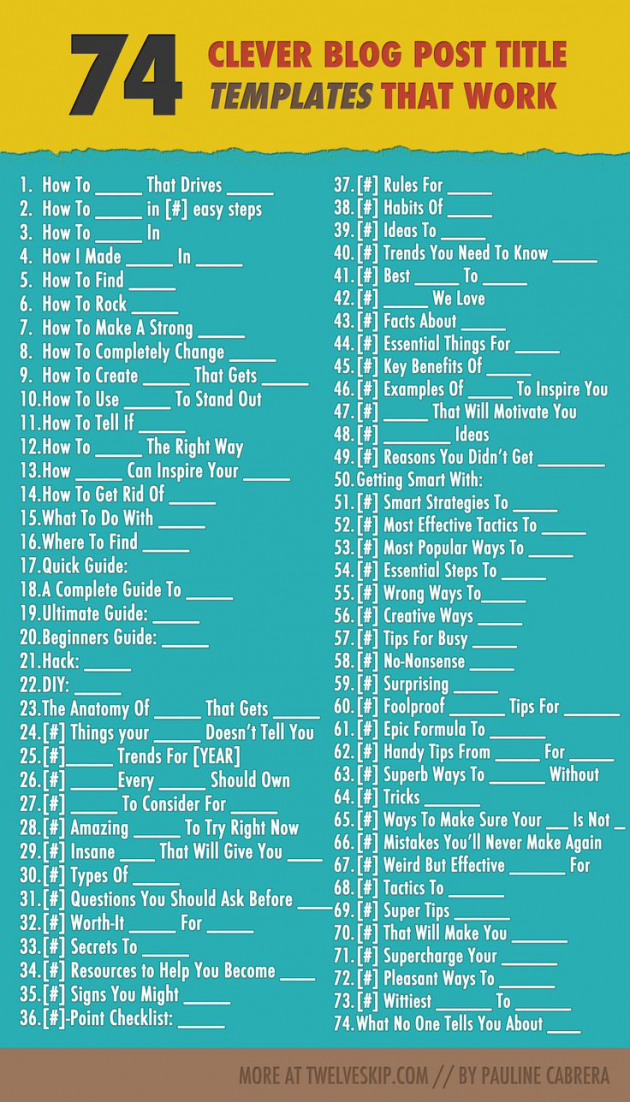 74 CLEVER BLOG POST TITLE
TEMPLATES THAT WORK
1. How To _____ That Drives _____
2. How To _____ in [#] easy steps
3. How To _____ In
4. How I Made _____ In _____
5. How To Find _____
6. How To Rock _____
7. How To Make A Strong _____
8. How To Completely Change _____
9. How To Create _____ That Gets _____
10.How To Use _____ To Stand Out
11.How To Tell If _____
12.How To _____ The Right Way
13.How _____ Can Inspire Your _____
14.How To Get Rid Of _____
15.What To Do With _____
16.Where To Find _____
17.Quick Guide:
18.A Complete Guide To _____
19.Ultimate Guide: _____
20.Beginners Guide: _____
21.Hack: _____
22.DIY: _____
23.The Anatomy Of _____ That Gets _____
24.[#] Things your _____ Doesn't Tell You
25.[#]_____ Trends For [YEAR]
26.[#] _____Every _____ Should Own
27.[#] _____ To Consider For _____
28.[#] Amazing _____ To Try Right Now
29.[#] Insane ____ That Will Give You ____
30.[#] Types Of _____
31.[#] Questions You Should Ask Before ____
32.[#] Worth-It _____ For _____
33.[#] Secrets To _____
34.[#] Resources to Help You Become ____
35.[#] Signs You Might _____
36.[#]-Point Checklist: _____
37.[#] Rules For _____
38.[#] Habits Of _____
39.[#] Ideas To _____
40.[#] Trends You Need To Know _____
41.[#] Best _____ To _____
42.[#] _____ We Love
43.[#] Facts About _____
44.[#] Essential Things For _____
45.[#] Key Benefits Of _____
46.[#] Examples Of _____ To Inspire You
47.[#] _____ That Will Motivate You
48.[#] _______ Ideas
49.[#] Reasons You Didn't Get _______
50.Getting Smart With:
51.[#] Smart Strategies To _____
52.[#] Most Effective Tactics To _____
53.[#] Most Popular Ways To _____
54.[#] Essential Steps To _____
55.[#] Wrong Ways To_____
56.[#] Creative Ways _____
57.[#] Tips For Busy _____
58.[#] No-Nonsense _____
59.[#] Surprising _____
60.[#] Foolproof ______ Tips For ______
61.[#] Epic Formula To ______
62.[#] Handy Tips From _____ For _____
63.[#] Superb Ways To ______ Without
64.[#] Tricks ______
65.[#] Ways To Make Sure Your ___ Is Not _
66.[#] Mistakes You'll Never Make Again
67.[#] Weird But Effective ______ For
68.[#] Tactics To ______
69.[#] Super Tips ______
70.[#] That Will Make You ______
71.[#] Supercharge Your ______
72.[#] Pleasant Ways To ______
73.[#] Wittiest ______ To ______
74.What No One Tells You About ____
MORE AT TWELVESKIP.COM // BY PAULINE CABRERA